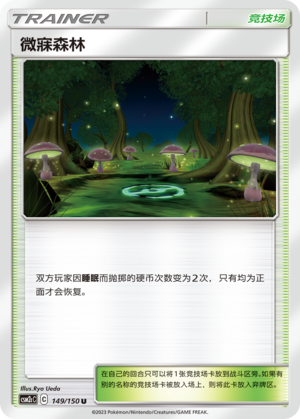 TRAINER 竞技场
微寐森林
双方玩家因睡眠而抛掷的硬币次数变为2次,只有均为正
面才会恢复。
Illus.Ryo Ueda
CSM2c C C 149/150 U
在自己的回合只可以将1张竞技场卡放到战斗区旁。如果有
别的名称的竞技场卡被放入场上,则将此卡放入弃牌区。
©2023 Pokémon/Nintendo/Creatures/GAME FREAK.